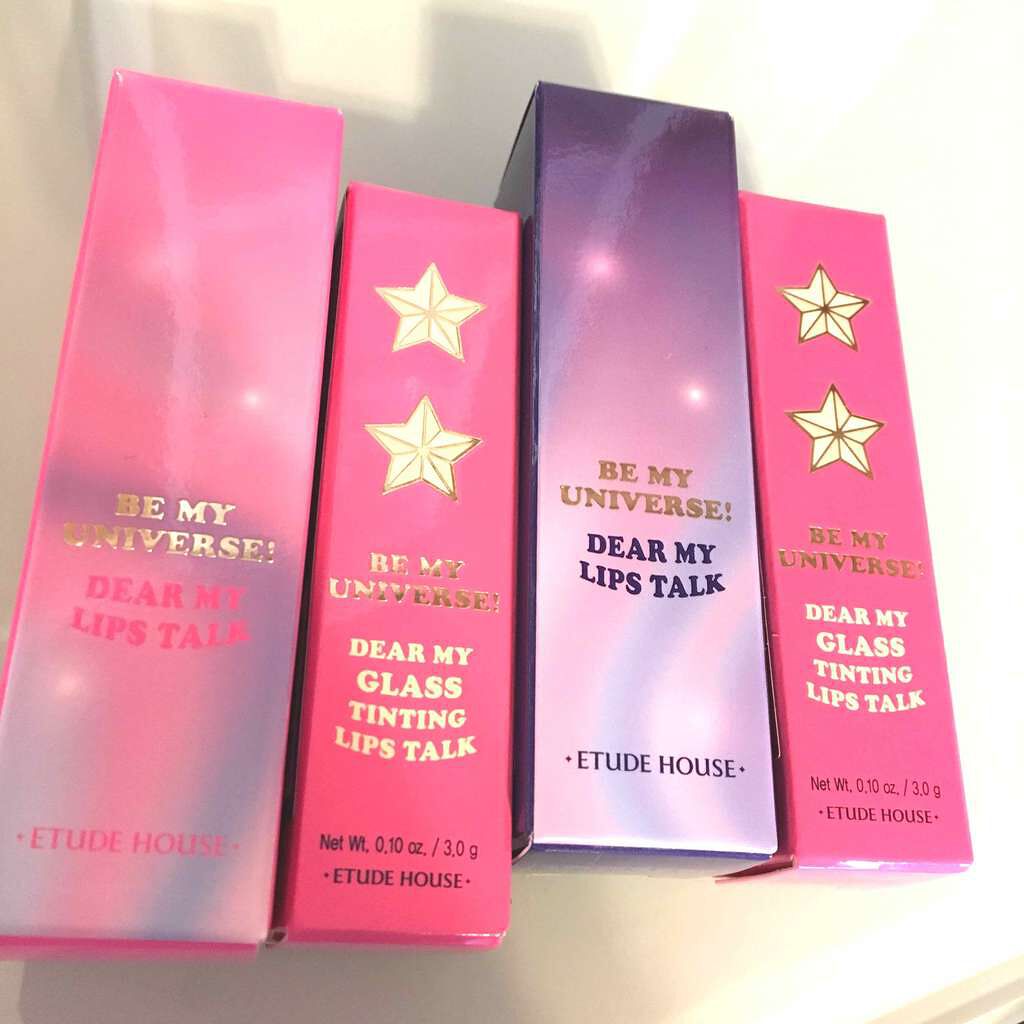 BE MY
UNIVERSE!
DEAR MY
LIPS TALK
ETUDE HOUSE
BE MY
UNIVERSE!
DEAR MY
GLASS
TINTING
LIPS TALK
Net Wt, 0.10 oz, / 3.0 g
ETUDE HOUSE
BE MY
UNIVERSE!
DEAR MY
LIPS TALK
ETUDE HOUSE
BE MY
UNIVERSE!
DEAR MY
GLASS
TINTING
LIPS TALK
Net Wt, 0.10 oz, / 3.0 g
ETUDE HOUSE